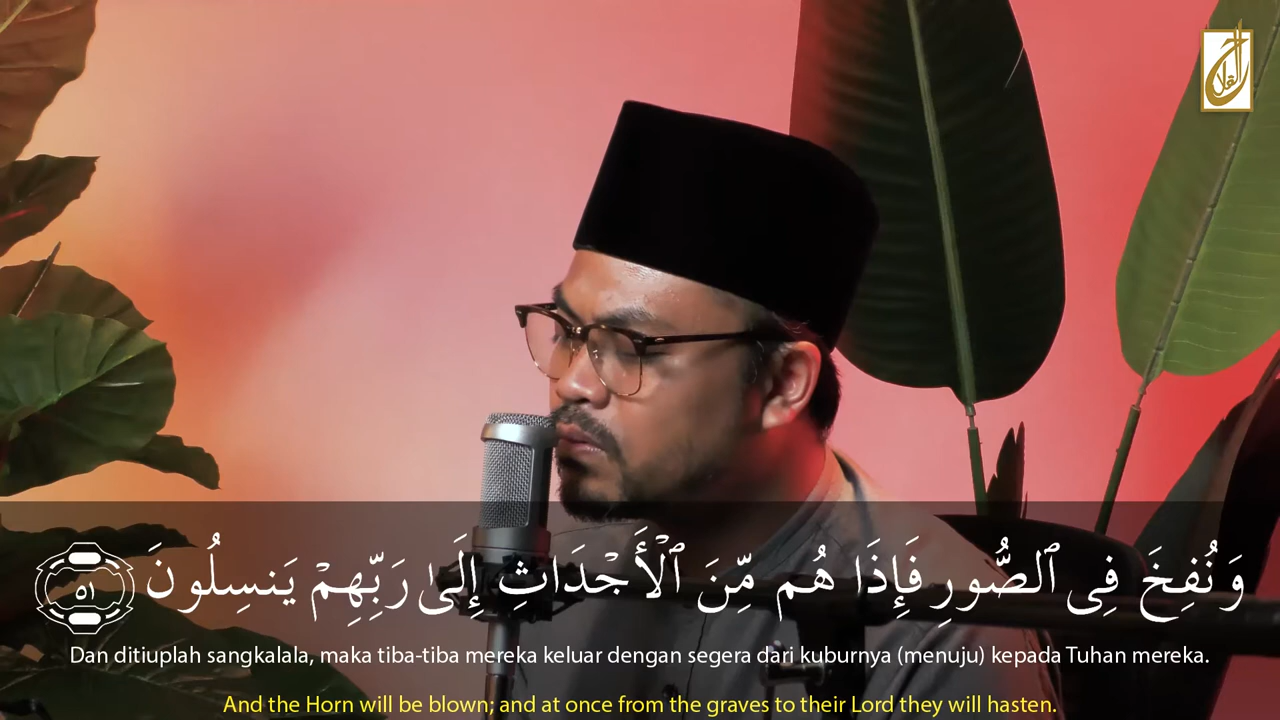 وَنُفِخَ فِى ٱلصُّورِ فَإِذَا هُم مِّنَ ٱلْأَجْدَاثِ إِلَىٰ رَبِّهِمْ يَنسِلُونَ ٥١
Dan ditiuplah sangkalala, maka tiba-tiba mereka keluar dengan segera dari kuburnya (menuju) kepada Tuhan mereka.
And the Horn will be blown; and at once from the graves to their Lord they will hasten.